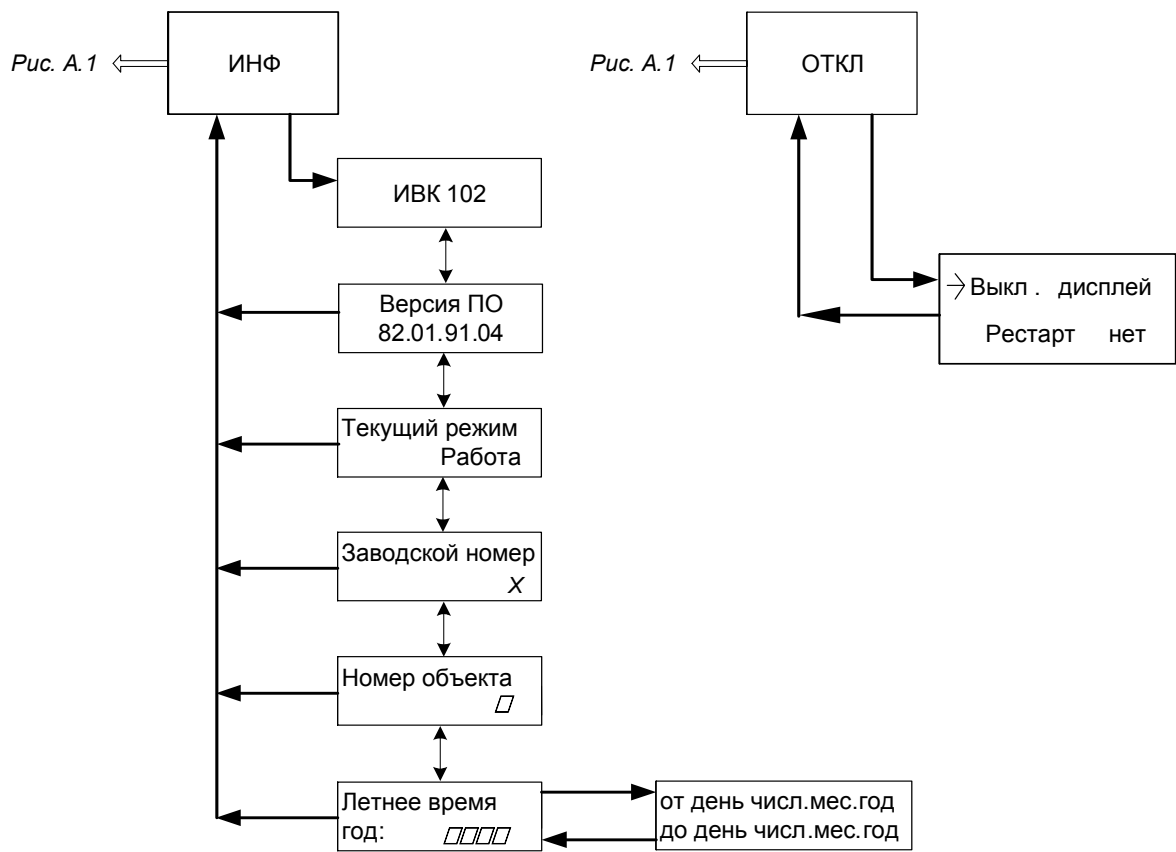 Рис. А.1
ИНФ
ИВК 102
Версия ПО
82.01.91.04
Текущий режим
Работа
Заводской номер
X
Номер объекта
Летнее время
год:
от день числ.мес.год
до день числ.мес.год
Рис. А.1
ОТКЛ
Выкл . дисплей
Рестарт нет